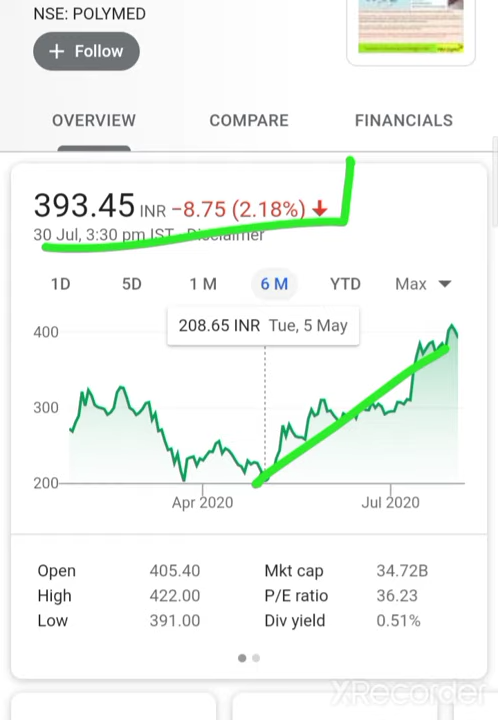 NSE: POLYMED
+ Follow
OVERVIEW COMPARE FINANCIALS
393.45 INR −8.75 (2.18%)
30 Jul, 3:30 pm IST · Disclaimer
1D 5D 1 M 6 M YTD Max
208.65 INR Tue, 5 May
400
300
200
Apr 2020 Jul 2020
Open 405.40 Mkt cap 34.72B
High 422.00 P/E ratio 36.23
Low 391.00 Div yield 0.51%
XRecorder